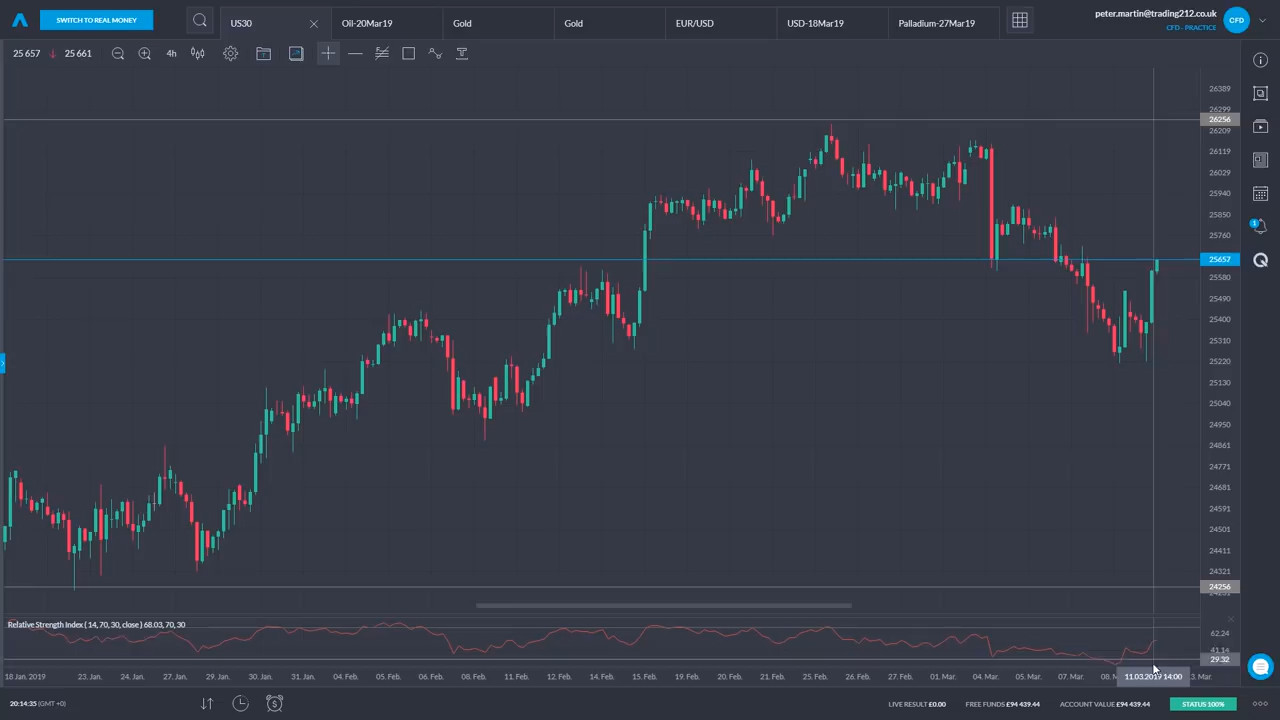 SWITCH TO REAL MONEY
US30
Oil-20Mar19
Gold
Gold
EUR/USD
USD-18Mar19
Palladium-27Mar19
peter.martin@trading212.co.uk
CFD - PRACTICE
CFD
25 657
25 661
4h
26389
26299
26256
26209
26119
26029
25940
25850
25760
25657
25580
25490
25400
25310
25220
25130
25040
24950
24861
24771
24681
24591
24501
24411
24321
24256
1
Relative Strength Index ( 14, 70, 30, close ) 68.03, 70, 30
62.24
41.14
29.32
18 Jan. 2019 23 Jan. 24 Jan. 27 Jan. 29 Jan. 30 Jan. 31 Jan. 04 Feb. 05 Feb. 06 Feb. 07 Feb. 11 Feb. 12 Feb. 14 Feb. 15 Feb. 19 Feb. 20 Feb. 21 Feb. 25 Feb. 26 Feb. 27 Feb. 01 Mar. 04 Mar. 05 Mar. 07 Mar. 11.03.2019 14:00
20:14:35 (GMT +0)
LIVE RESULT £0.00
FREE FUNDS £94 439.44
ACCOUNT VALUE £94 439.44
STATUS 100%